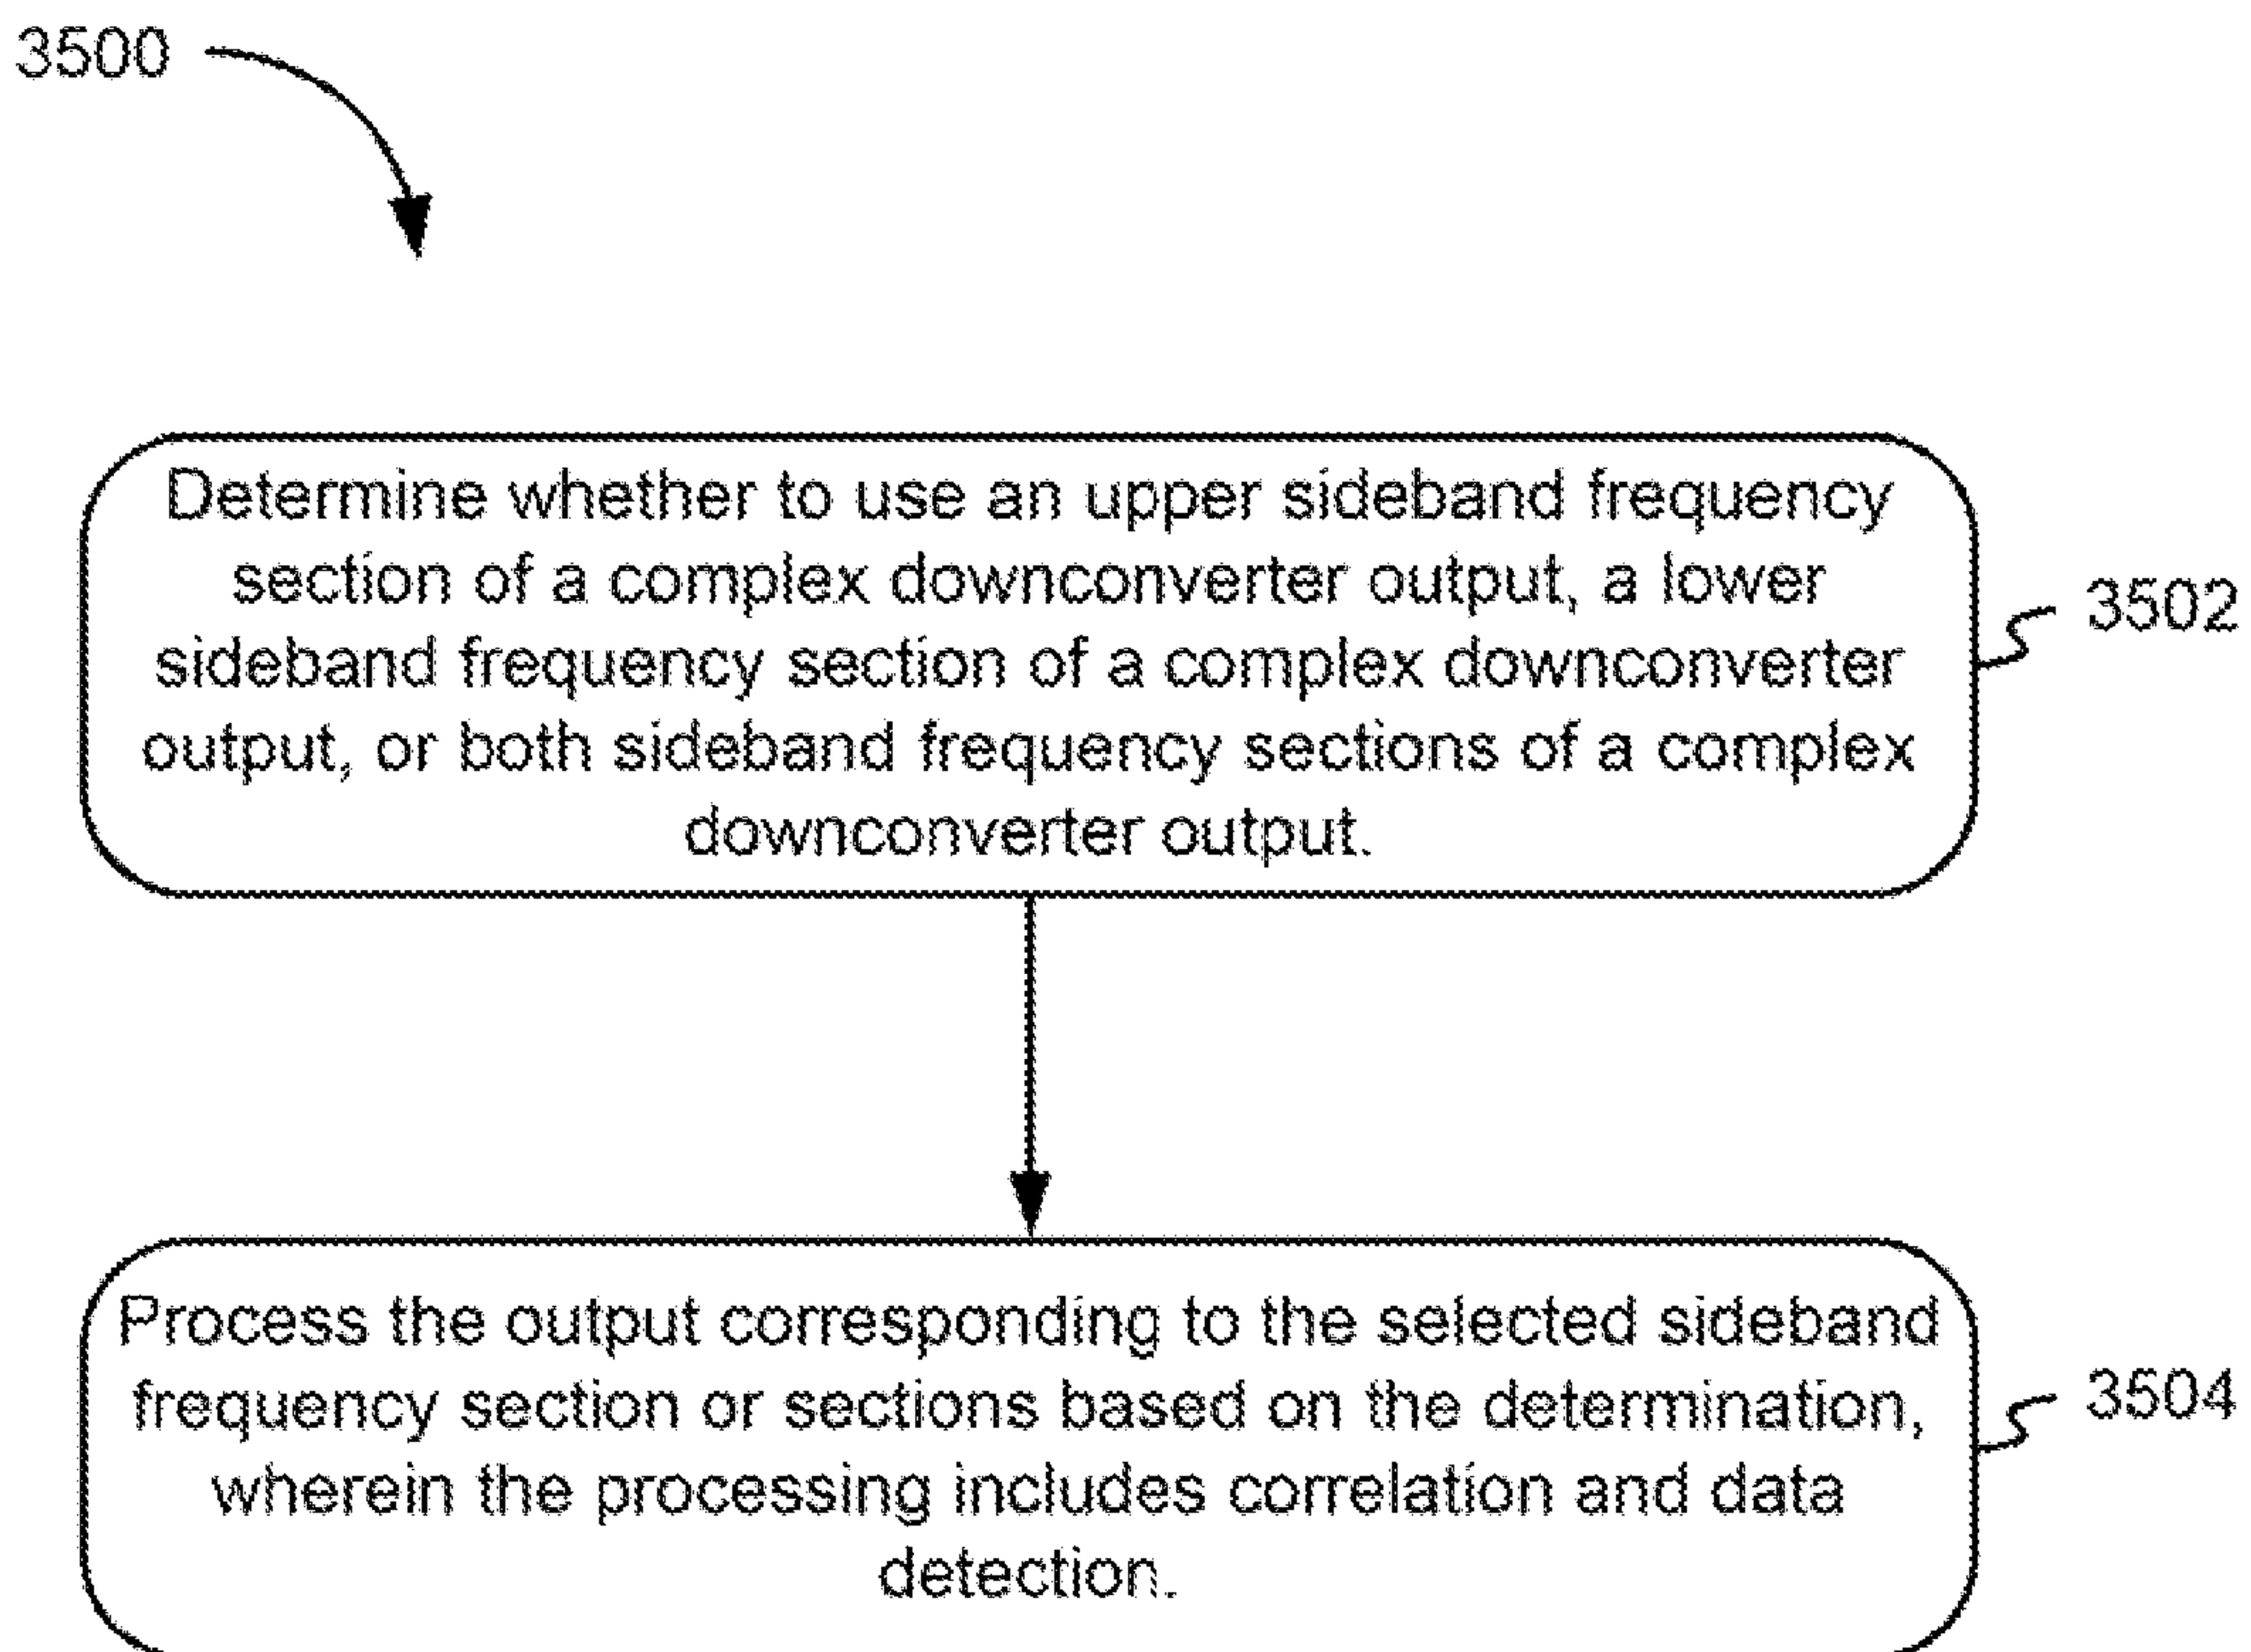 3500
Determine whether to use an upper sideband frequency
section of a complex downconverter output, a lower
sideband frequency section of a complex downconverter
output, or both sideband frequency sections of a complex
downconverter output.
3502
Process the output corresponding to the selected sideband
frequency section or sections based on the determination,
wherein the processing includes correlation and data
detection.
3504